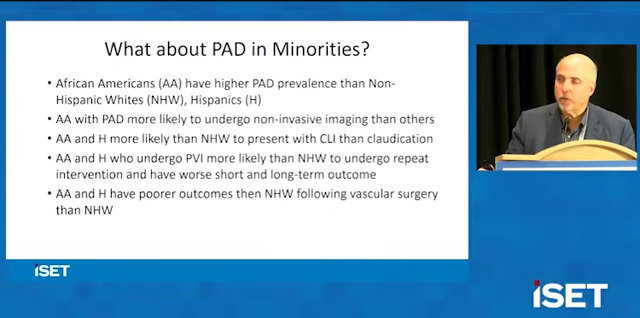 What about PAD in Minorities?
• African Americans (AA) have higher PAD prevalence than Non-
Hispanic Whites (NHW), Hispanics (H)
• AA with PAD more likely to undergo non-invasive imaging than others
• AA and H more likely than NHW to present with CLI than claudication
• AA and H who undergo PVI more likely than NHW to undergo repeat
intervention and have worse short and long-term outcome
• AA and H have poorer outcomes then NHW following vascular surgery
than NHW
iSET
iSET